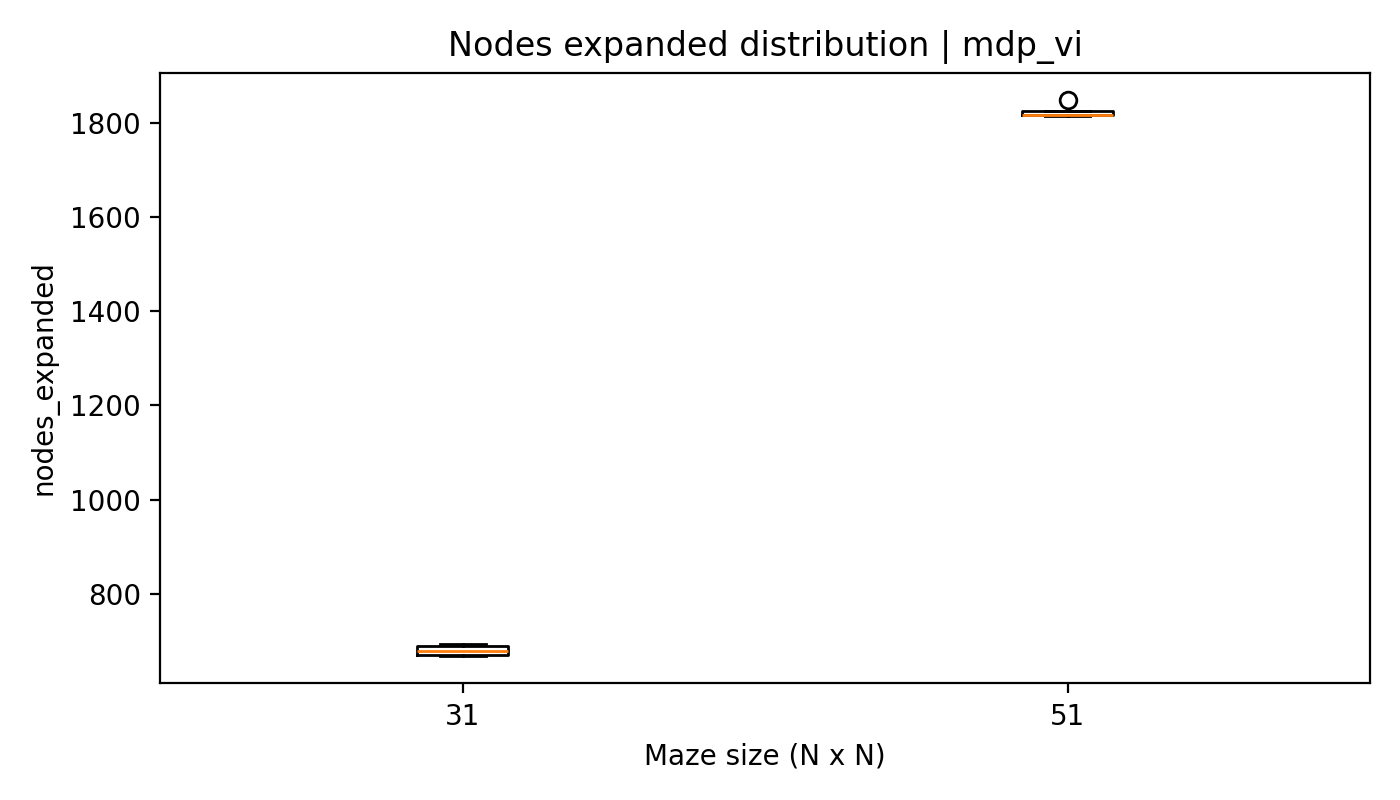 Nodes expanded distribution | mdp_vi
1800
1600
1400
1200
1000
800
nodes_expanded
31
51
Maze size (N x N)